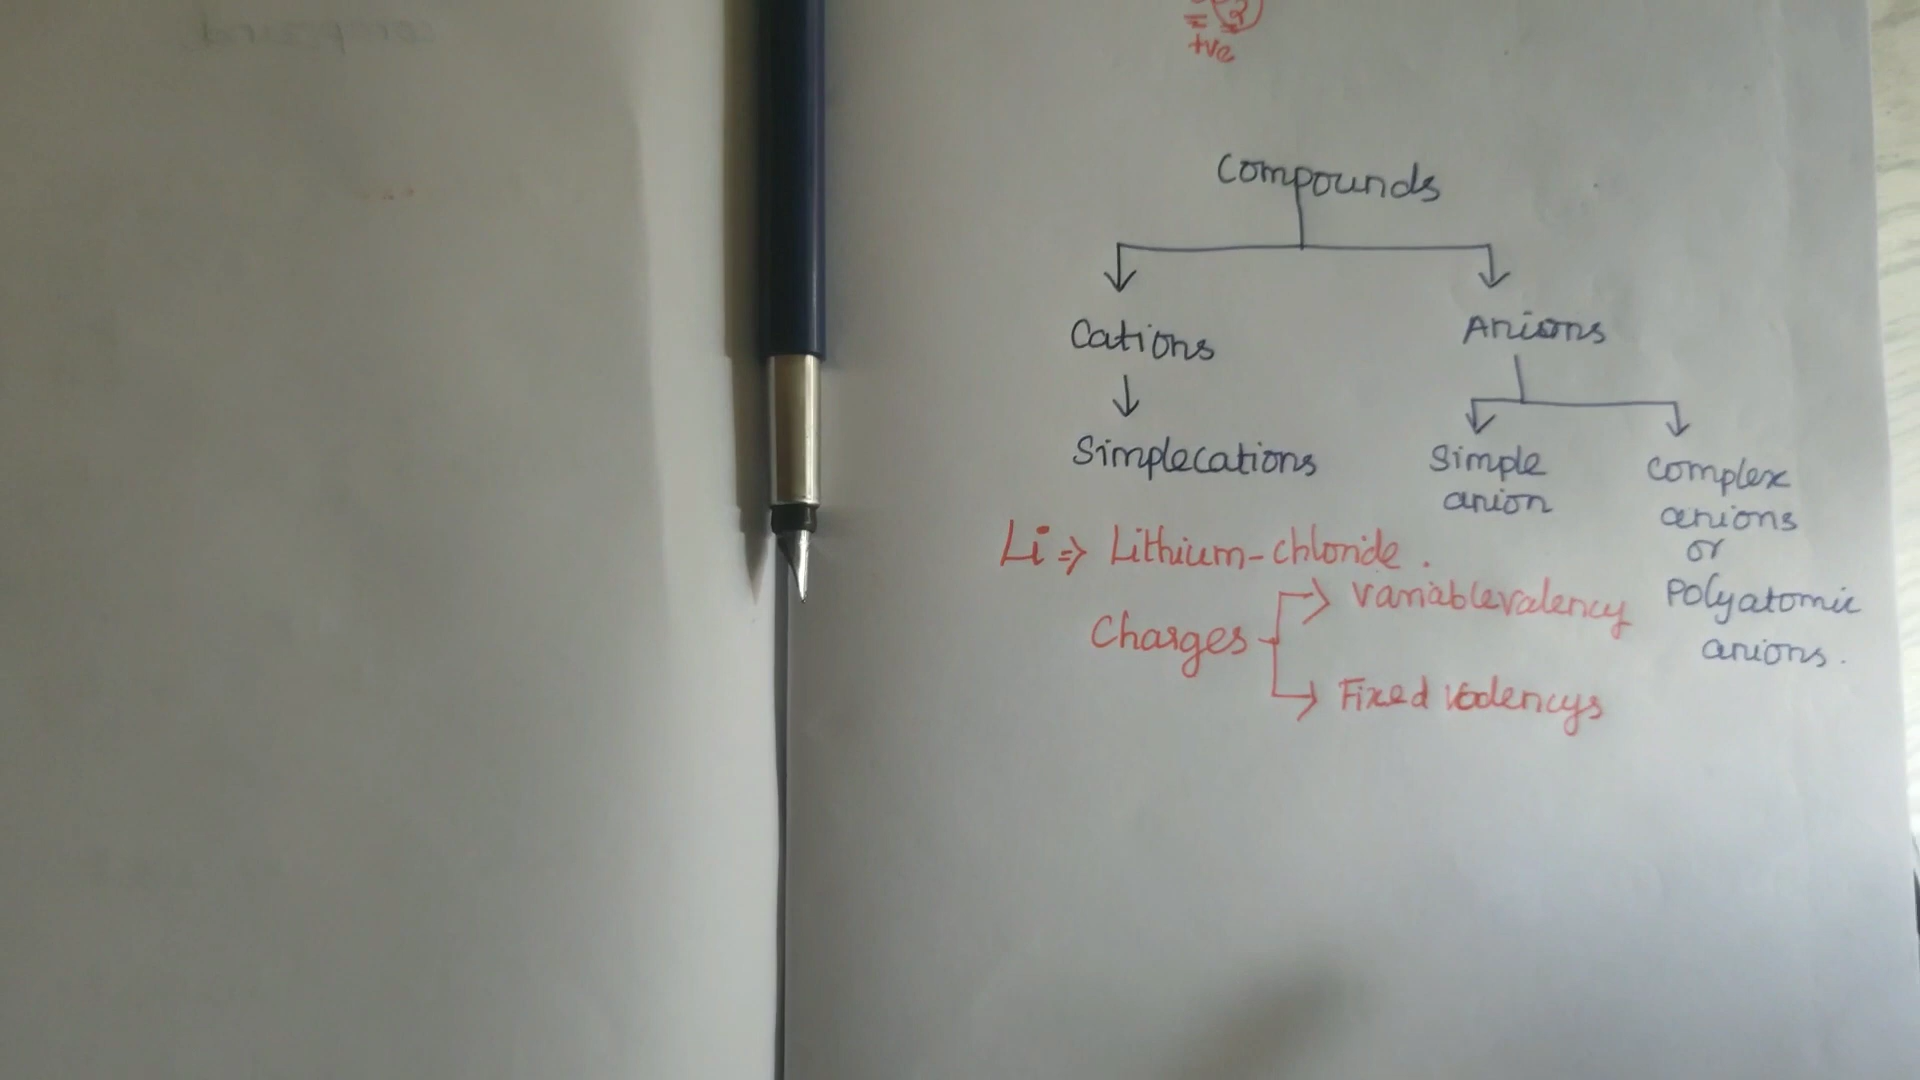 +ve
Compounds
Cations Anions
Simplecations Simple anion complex anions or Polyatomic anions.
Li => Lithium-chloride.
Charges
variablevalency
Fixed valencys